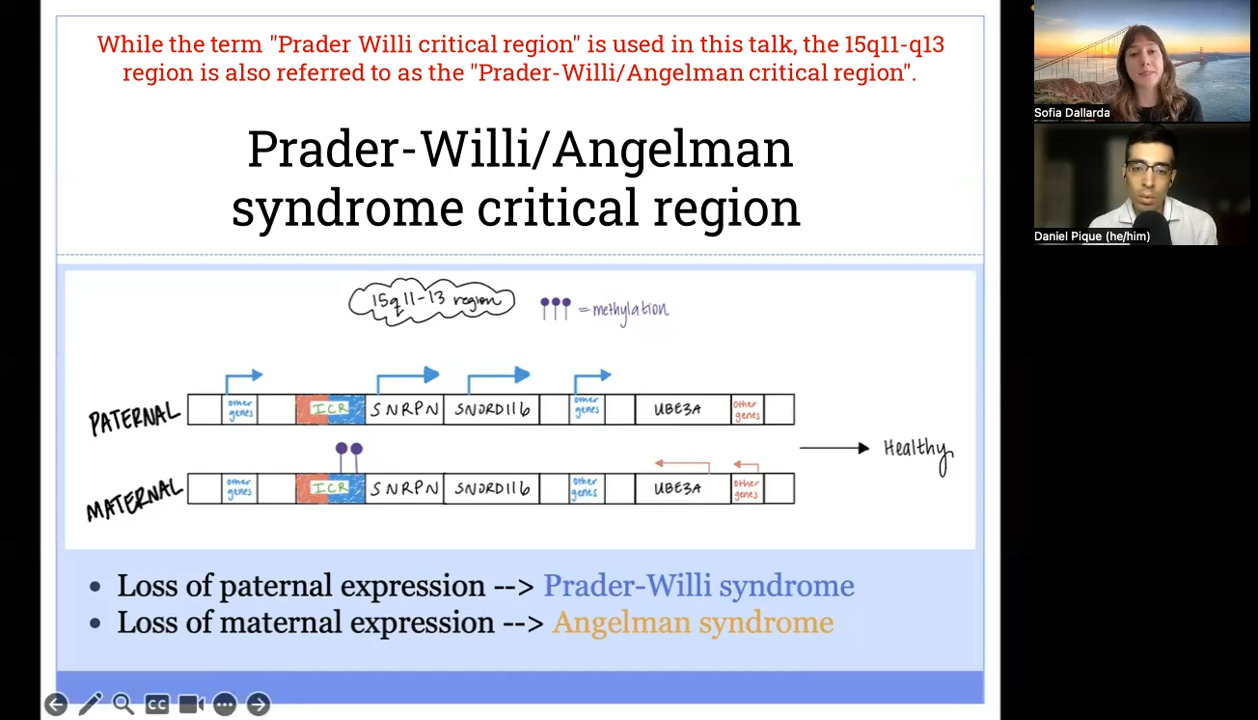 While the term "Prader Willi critical region" is used in this talk, the 15q11-q13
region is also referred to as the "Prader-Willi/Angelman critical region".
Prader-Willi/Angelman
syndrome critical region
15q11-13 region
= methylation
PATERNAL
other genes
ICR
SNRPN
SNORD116
other genes
UBE3A
other genes
Healthy
MATERNAL
other genes
ICR
SNRPN
SNORD116
other genes
UBE3A
other genes
• Loss of paternal expression --> Prader-Willi syndrome
• Loss of maternal expression --> Angelman syndrome
CC
Sofia Dallarda
Daniel Pique (he/him)